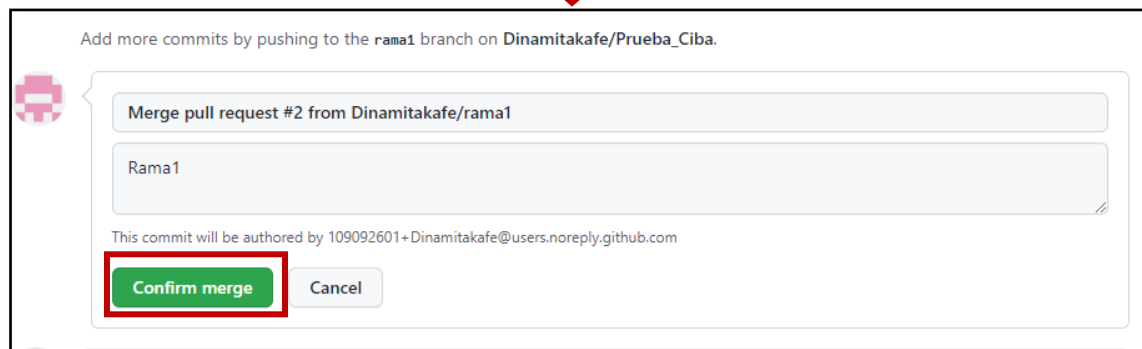 Add more commits by pushing to the rama1 branch on Dinamitakafe/Prueba_Ciba.
Merge pull request #2 from Dinamitakafe/rama1
Rama1
This commit will be authored by 109092601+Dinamitakafe@users.noreply.github.com
Confirm merge Cancel